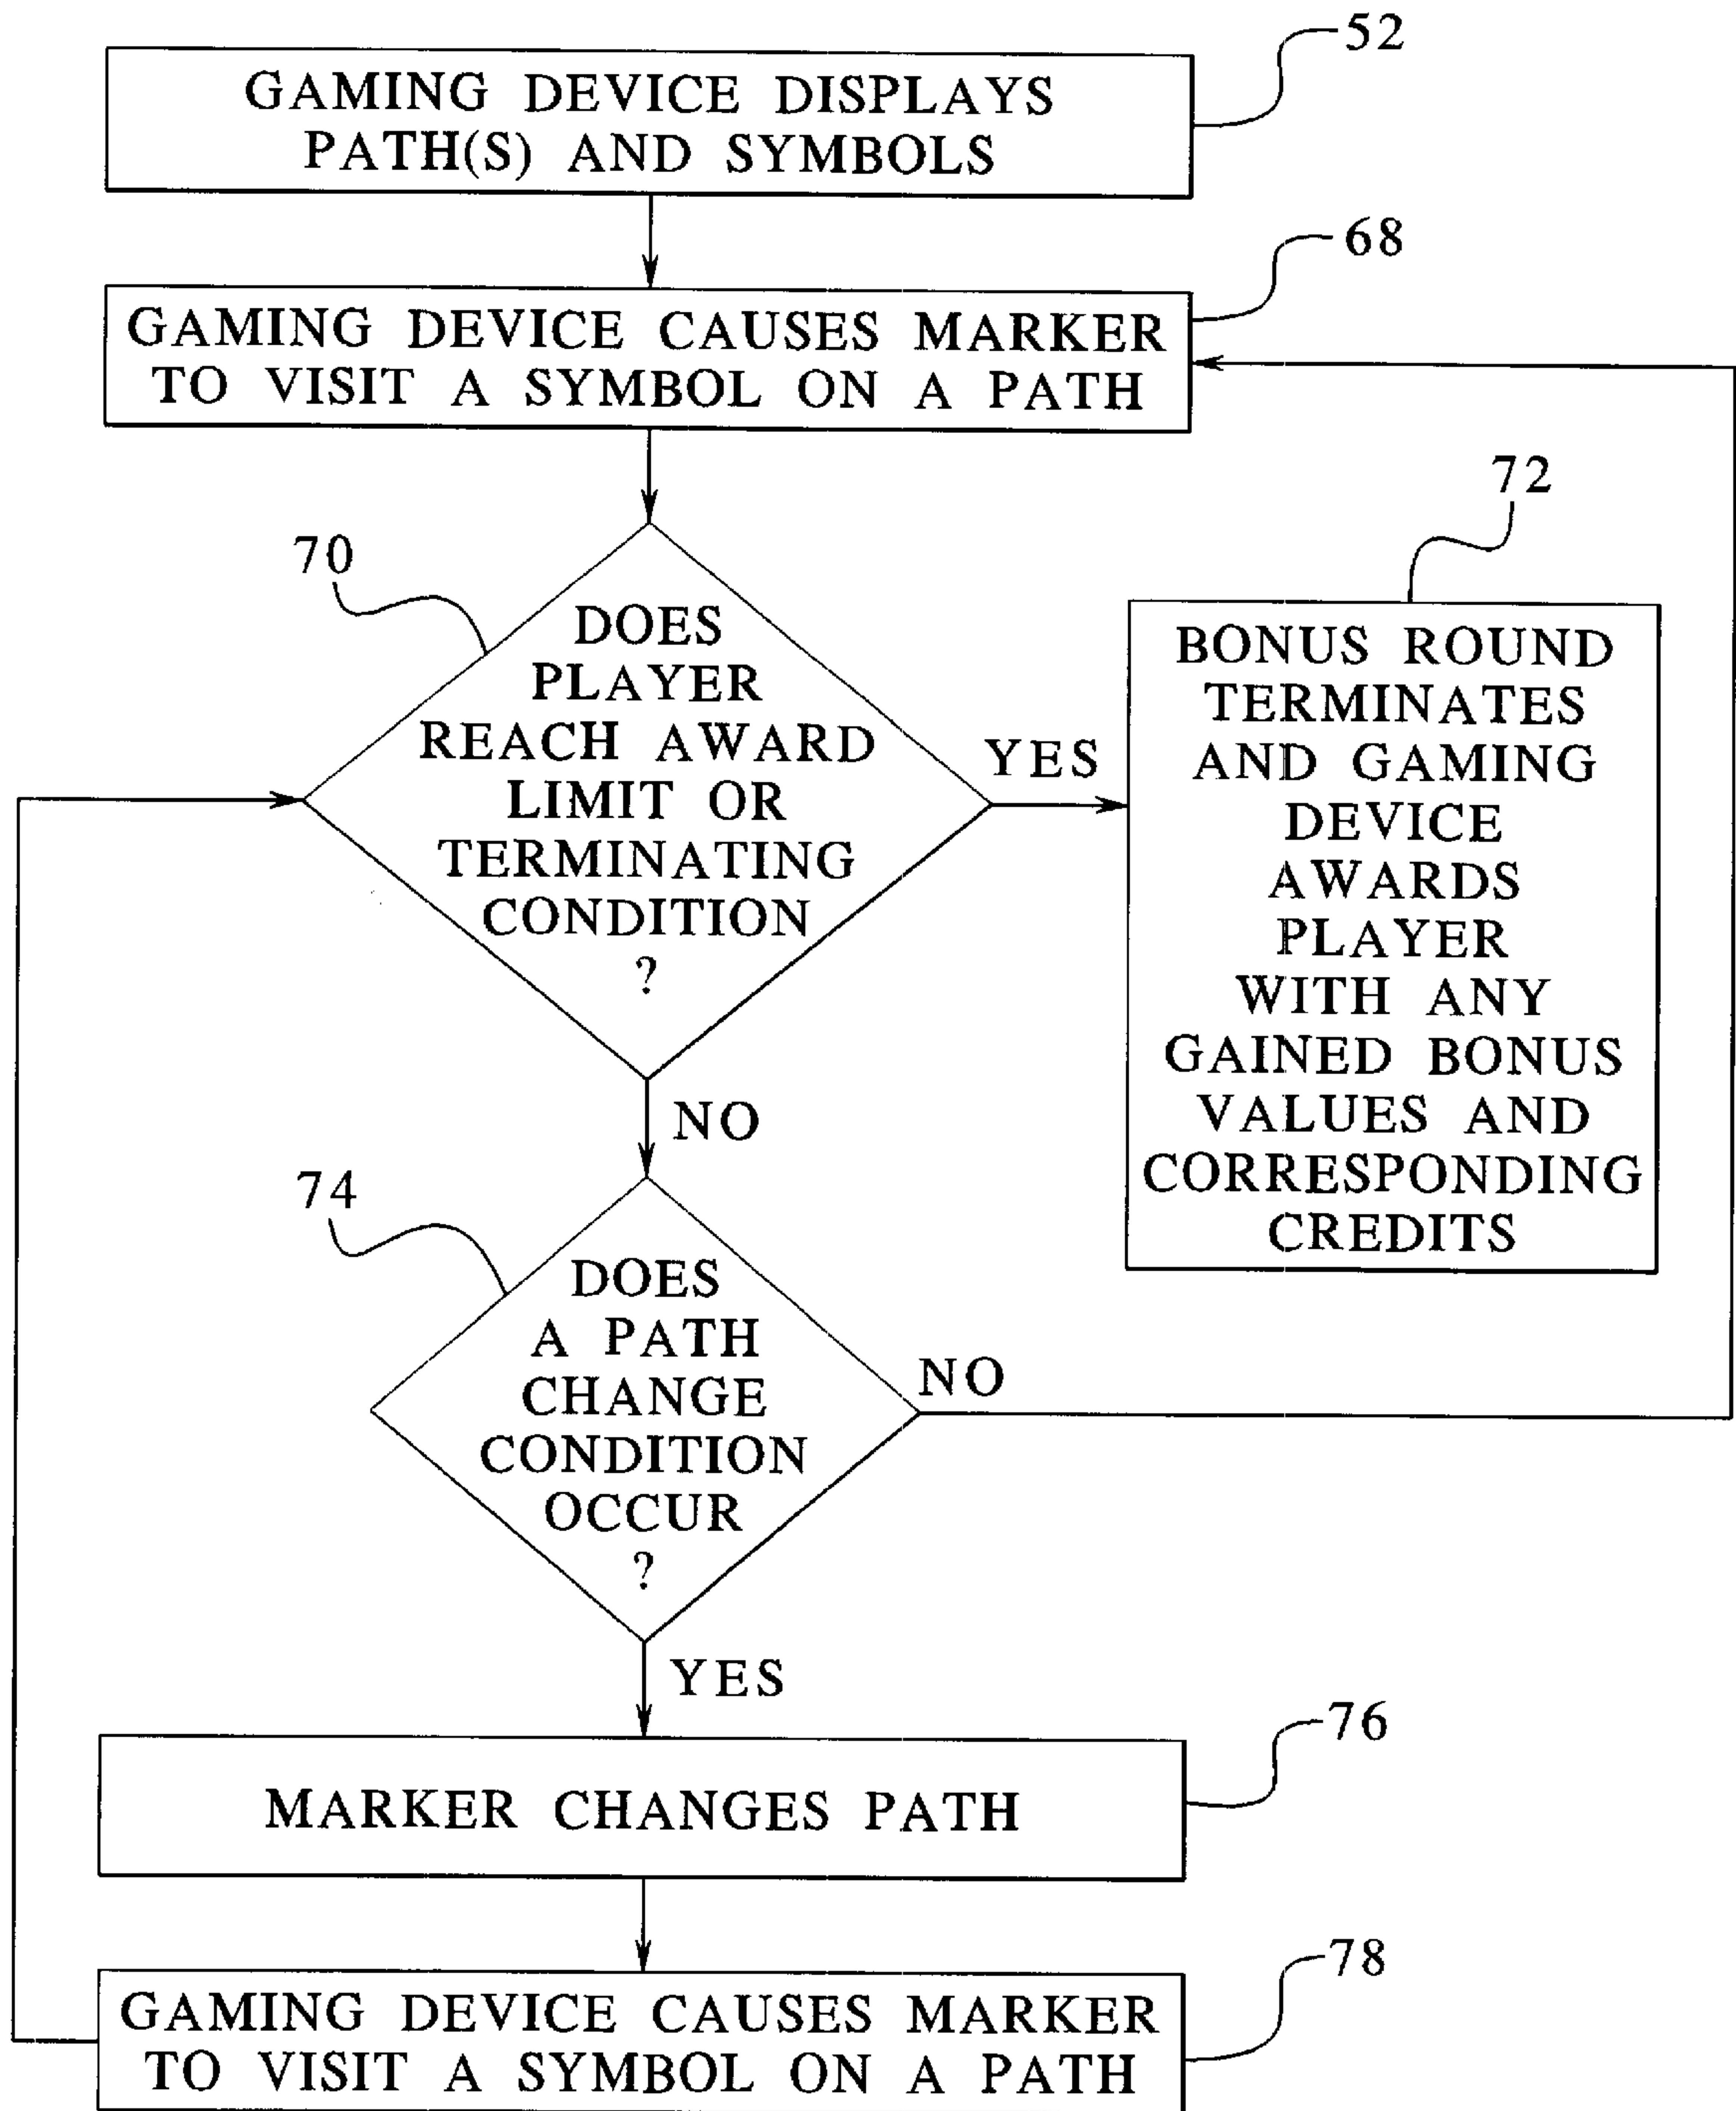 52
GAMING DEVICE DISPLAYS
PATH(S) AND SYMBOLS
68
GAMING DEVICE CAUSES MARKER
TO VISIT A SYMBOL ON A PATH
70
DOES
PLAYER
REACH AWARD
LIMIT OR
TERMINATING
CONDITION
?
YES
72
BONUS ROUND
TERMINATES
AND GAMING
DEVICE
AWARDS
PLAYER
WITH ANY
GAINED BONUS
VALUES AND
CORRESPONDING
CREDITS
NO
74
DOES
A PATH
CHANGE
CONDITION
OCCUR
?
NO
YES
76
MARKER CHANGES PATH
78
GAMING DEVICE CAUSES MARKER
TO VISIT A SYMBOL ON A PATH